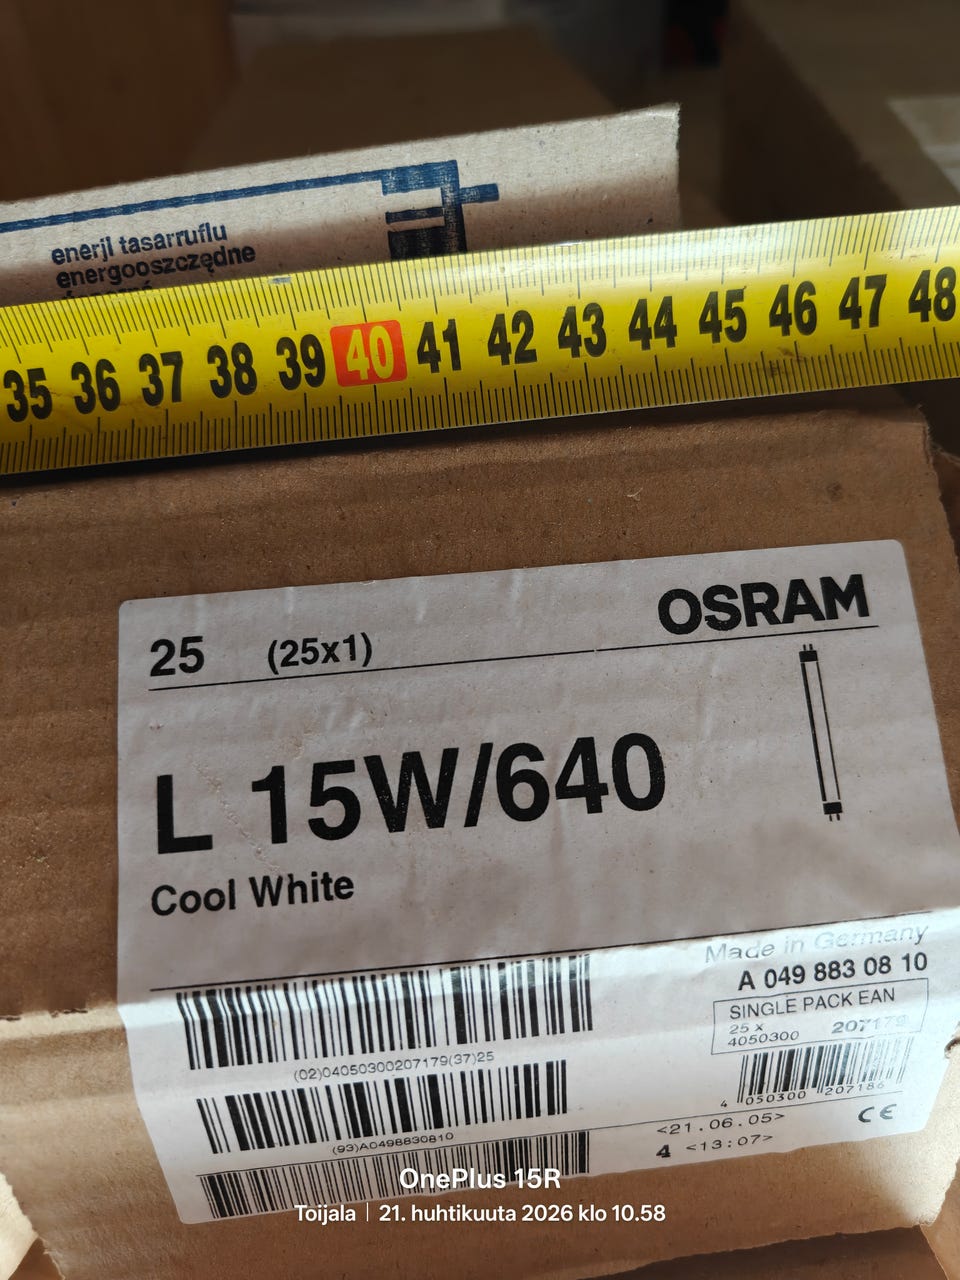 enerji tasarruflu
energooszczędne
35 36 37 38 39 40 41 42 43 44 45 46 47 48
OSRAM
25 (25x1)
L 15W/640
Cool White
Made in Germany
A 049 883 08 10
SINGLE PACK EAN
25 x
4050300 207179
(02)04050300207179(37)25
4 050300 207186
(93)A0498830810
<21.06.05>
4 <13:07>
CE
OnePlus 15R
Toijala | 21. huhtikuuta 2026 klo 10.58